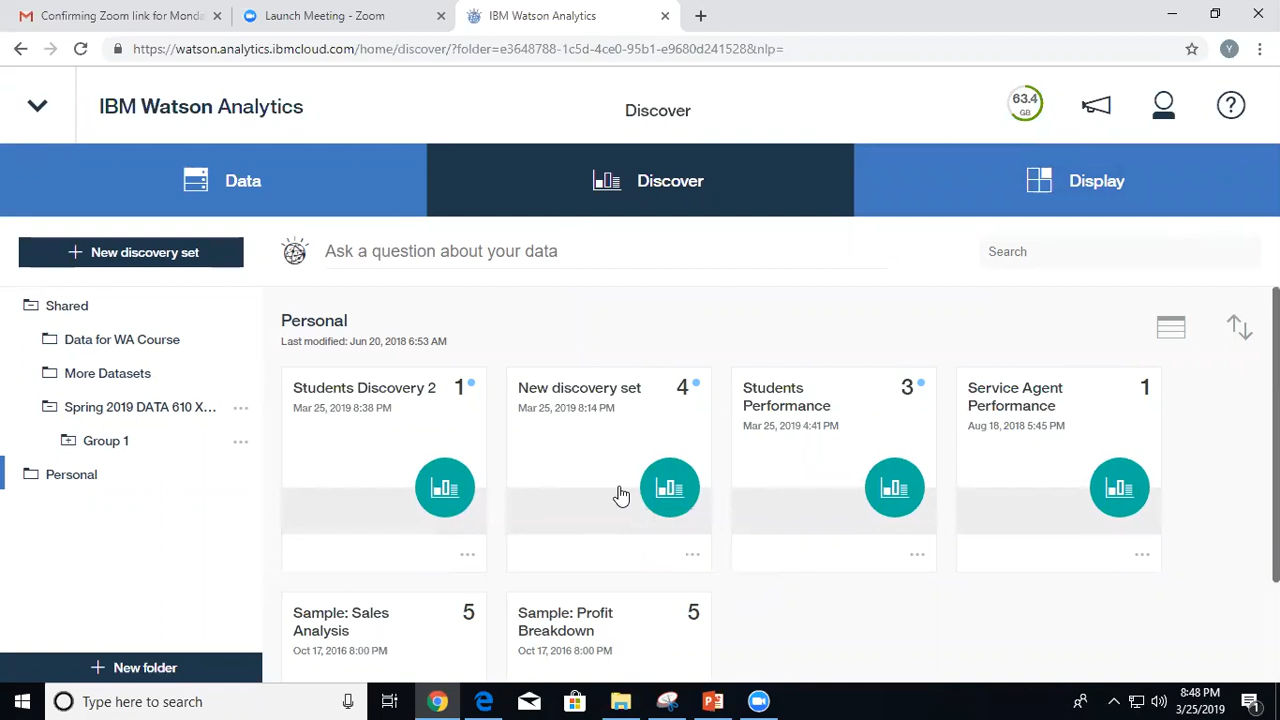 Confirming Zoom link for Monda
Launch Meeting - Zoom
IBM Watson Analytics
https://watson.analytics.ibmcloud.com/home/discover/?folder=e3648788-1c5d-4ce0-95b1-e9680d241528&nlp=
Y
IBM Watson Analytics
Discover
63.4
GB
?
Data
Discover
Display
+ New discovery set
Ask a question about your data
Search
Shared
Data for WA Course
More Datasets
Spring 2019 DATA 610 X... ...
Group 1 ...
Personal
+ New folder
Personal
Last modified: Jun 20, 2018 6:53 AM
Students Discovery 2 1
Mar 25, 2019 8:38 PM
...
New discovery set 4
Mar 25, 2019 8:14 PM
...
Students 3
Performance
Mar 25, 2019 4:41 PM
...
Service Agent 1
Performance
Aug 18, 2018 5:45 PM
...
Sample: Sales 5
Analysis
Oct 17, 2016 8:00 PM
Sample: Profit 5
Breakdown
Oct 17, 2016 8:00 PM
Type here to search
8:48 PM
3/25/2019
1